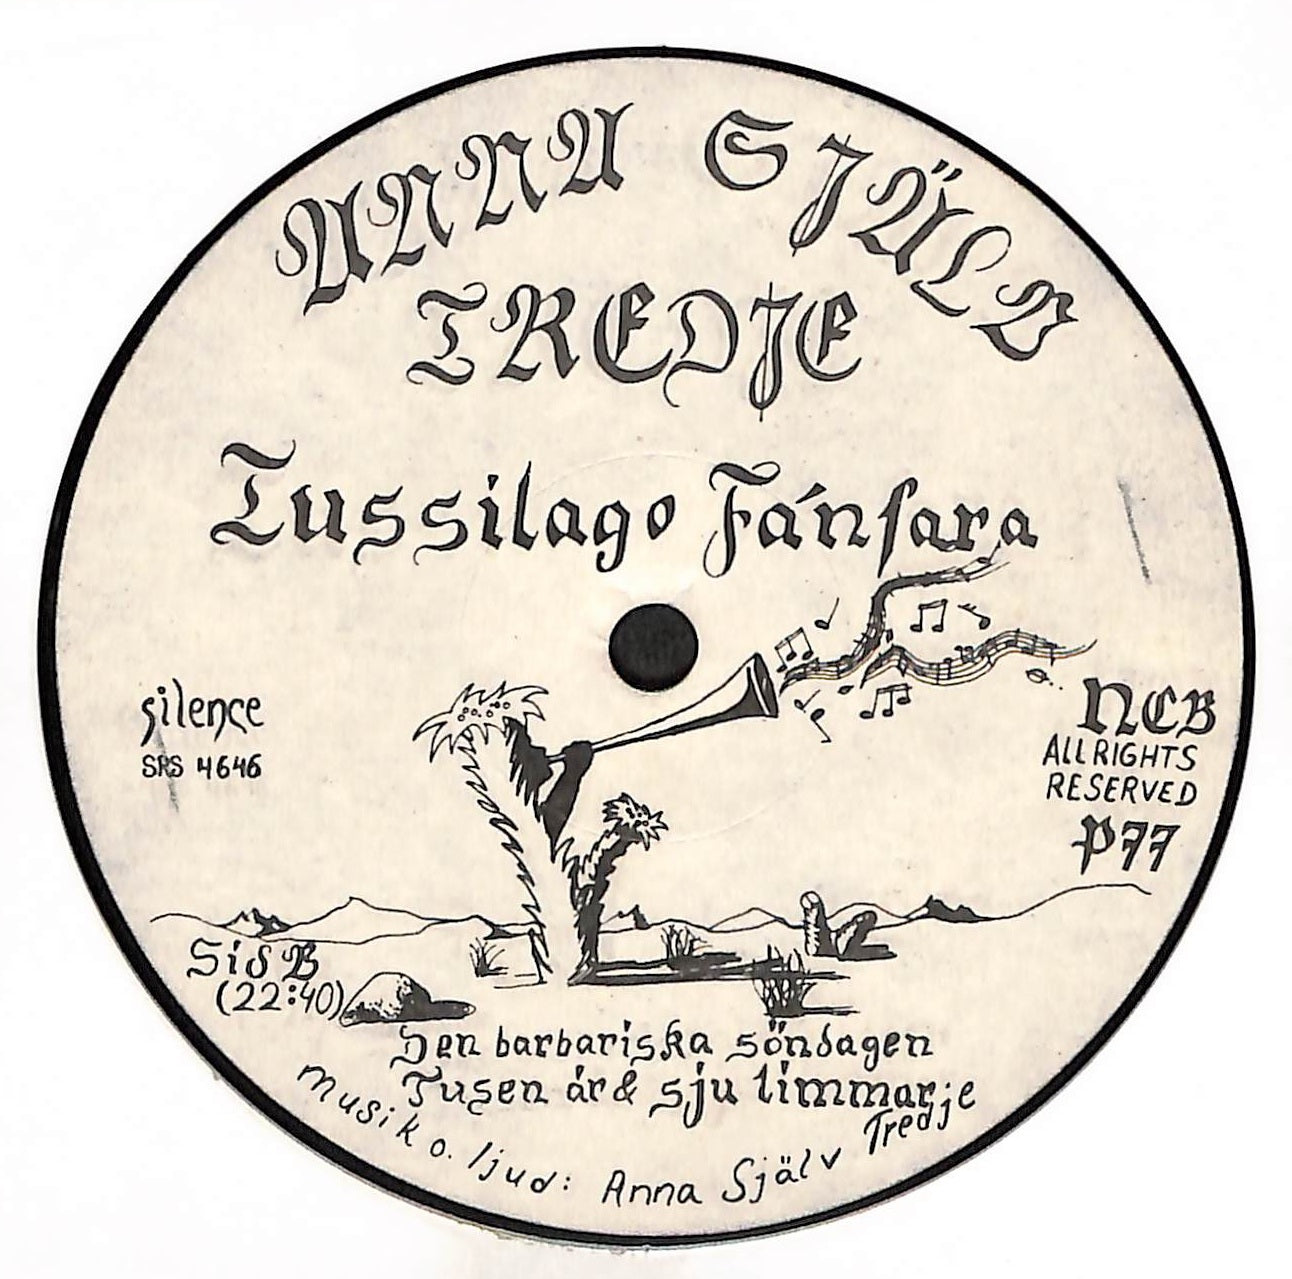 ANNA SJÄLV
TREDJE
Tussilago Fánfara
silence
SRS 4646
NCB
ALL RIGHTS
RESERVED
P77
Sid B
(22:40)
Den barbariska söndagen
Tusen år & sju timmar
Musik o. ljud: Anna Själv Tredje